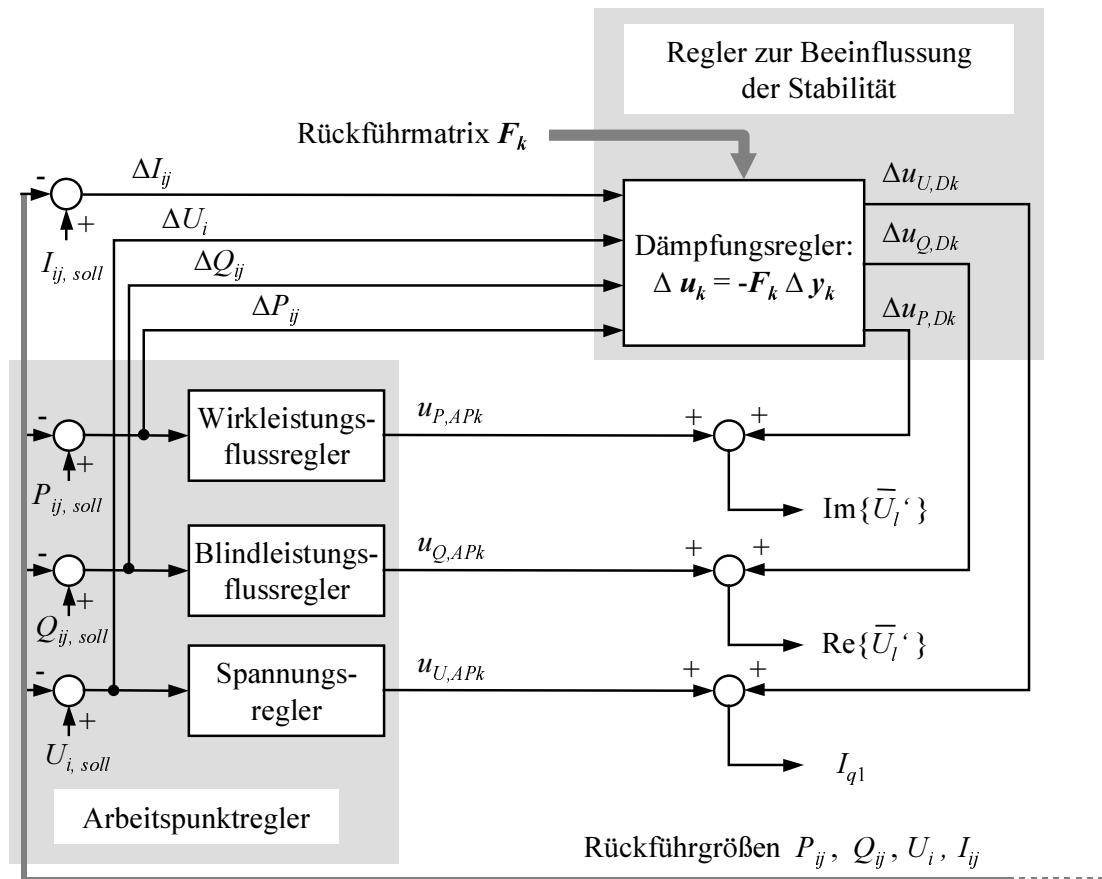 Regler zur Beeinflussung
der Stabilität
Rückführmatrix F_k
-
ΔI_ij
+
I_ij, soll
ΔU_i
ΔQ_ij
ΔP_ij
Dämpfungsregler:
Δ u_k = -F_k Δ y_k
Δu_U,Dk
Δu_Q,Dk
Δu_P,Dk
-
+
P_ij, soll
Wirkleistungs-
flussregler
u_P,APk
+
+
Im{U̅_l‘}
-
+
Q_ij, soll
Blindleistungs-
flussregler
u_Q,APk
+
+
Re{U̅_l‘}
-
+
U_i, soll
Spannungs-
regler
u_U,APk
+
+
I_q1
Arbeitspunktregler
Rückführgrößen P_ij, Q_ij, U_i, I_ij